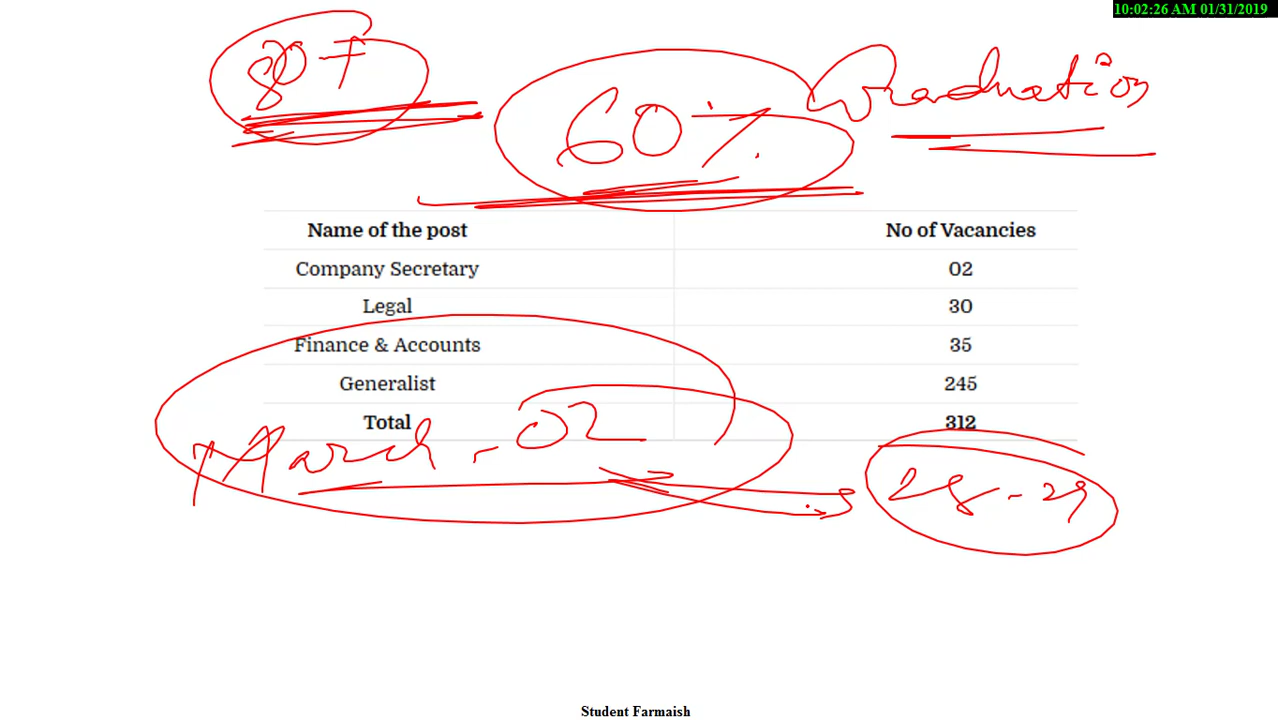 10:02:26 AM 01/31/2019
60% Graduation
Name of the post No of Vacancies
Company Secretary 02
Legal 30
Finance & Accounts 35
Generalist 245
Total 312
March - 02
28 - 29
Student Farmaish